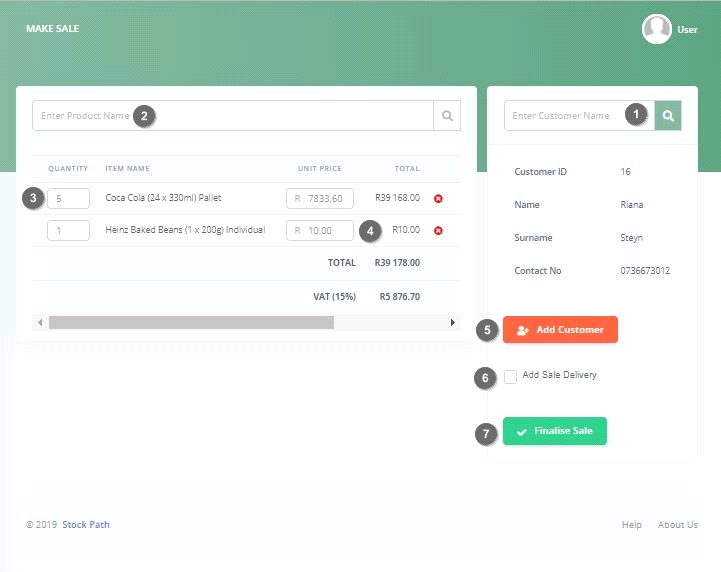 MAKE SALE
User
Enter Product Name 2
Enter Customer Name 1
QUANTITY ITEM NAME UNIT PRICE TOTAL
3 5 Coca Cola (24 x 330ml) Pallet R 7833,60 R39 168.00
1 Heinz Baked Beans (1 x 200g) Individual R 10.00 4 R10.00
TOTAL R39 178.00
VAT (15%) R5 876.70
Customer ID 16
Name Riana
Surname Steyn
Contact No 0736673012
5 Add Customer
6 Add Sale Delivery
7 Finalise Sale
© 2019 Stock Path
Help About Us